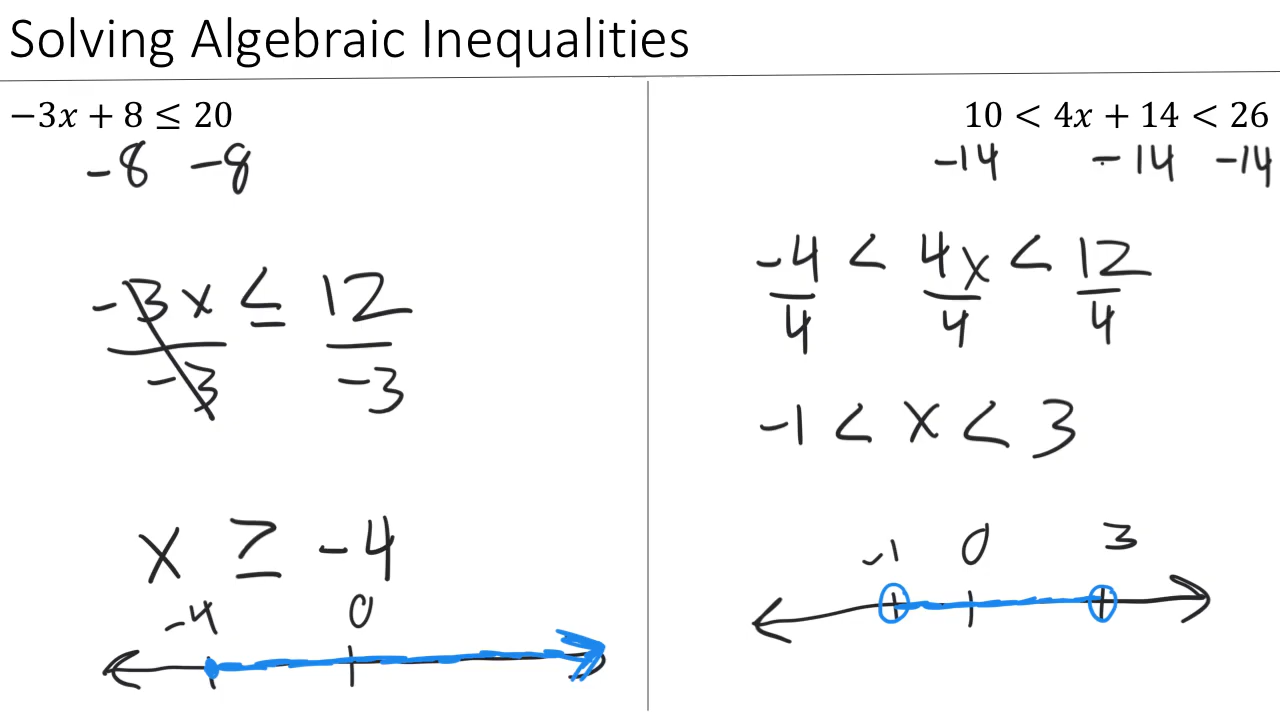 Solving Algebraic Inequalities
−3x + 8 ≤ 20
-8 -8
-3x ≤ 12
-3 -3
x ≥ -4
-4 0
10 < 4x + 14 < 26
-14 -14 -14
-4 < 4x < 12
4 4 4
-1 < x < 3
-1 0 3